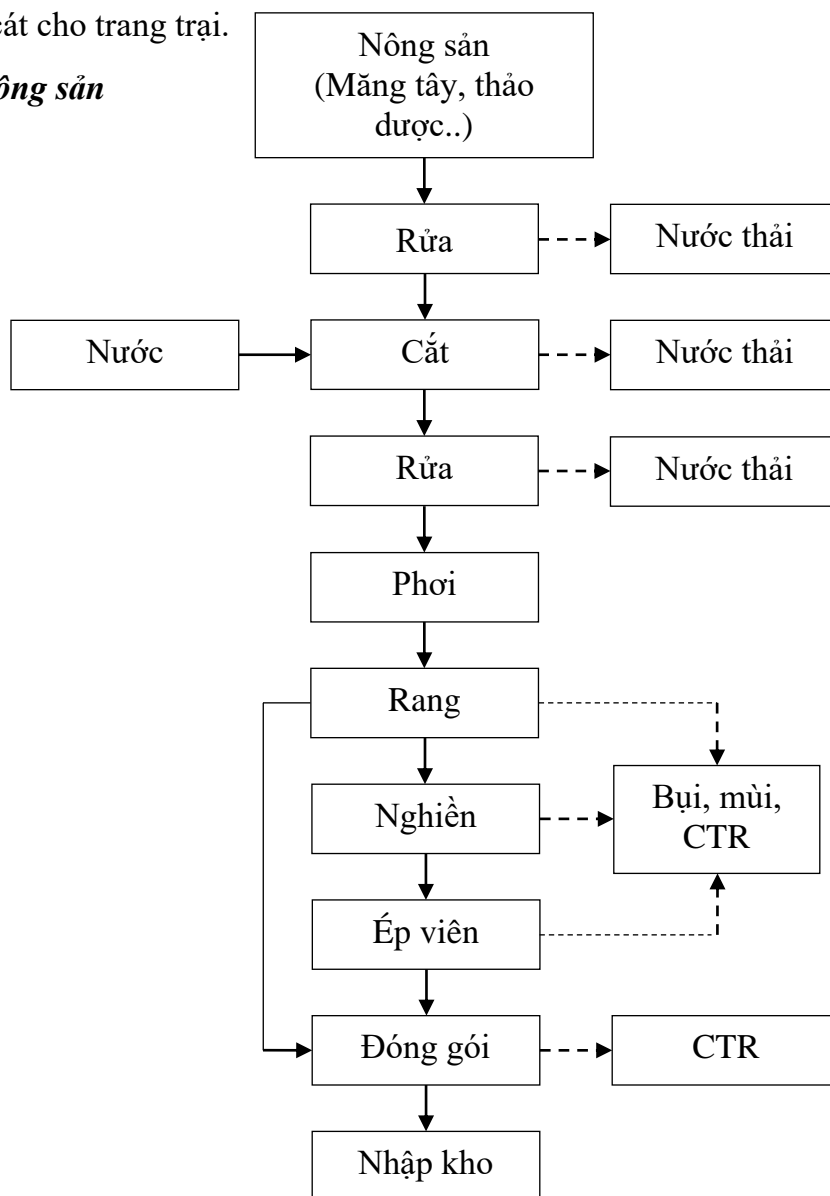 cát cho trang trại.
ông sản
Nông sản
(Măng tây, thảo
dược..)
Rửa
Nước thải
Nước
Cắt
Nước thải
Rửa
Nước thải
Phơi
Rang
Nghiền
Bụi, mùi,
CTR
Ép viên
Đóng gói
CTR
Nhập kho